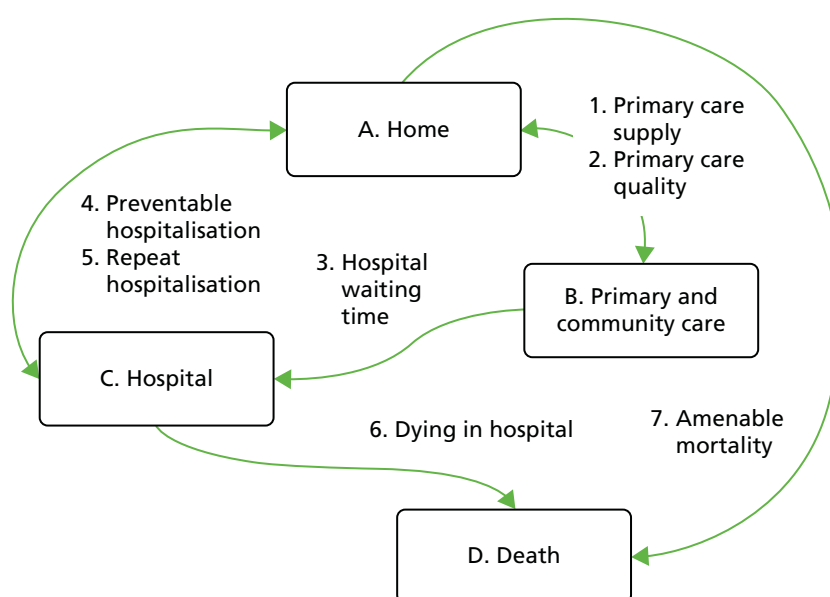 A. Home
1. Primary care
supply
2. Primary care
quality
4. Preventable
hospitalisation
5. Repeat
hospitalisation
3. Hospital
waiting
time
B. Primary and
community care
C. Hospital
6. Dying in hospital
7. Amenable
mortality
D. Death